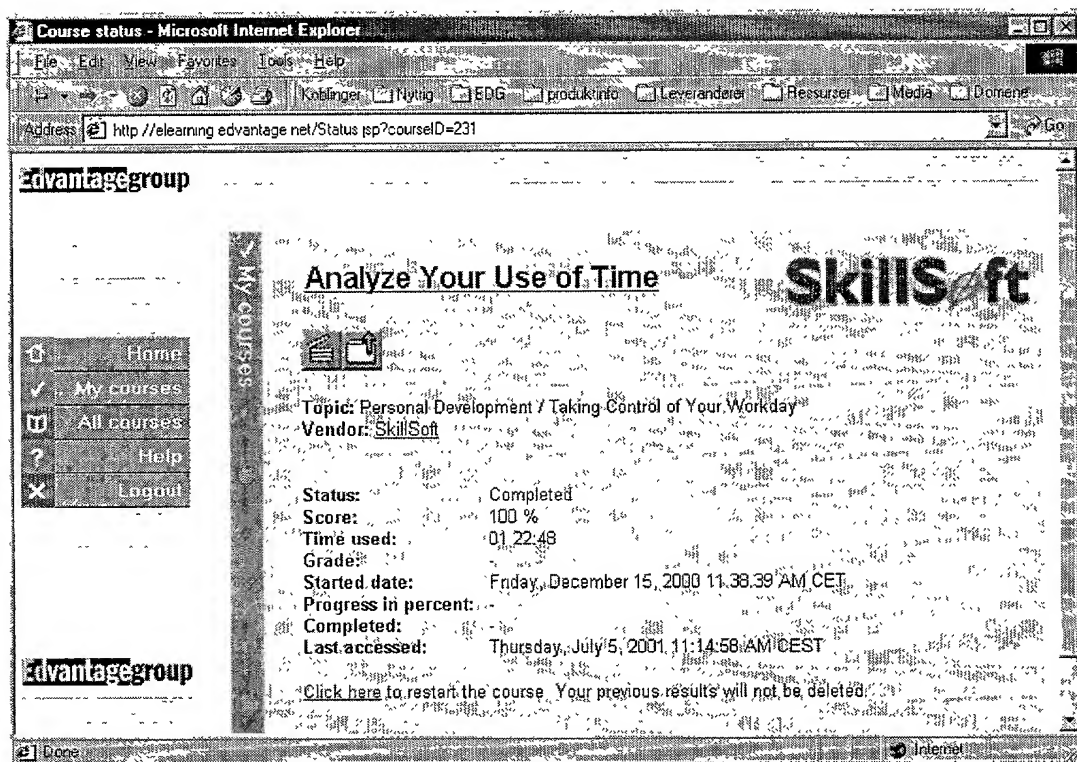 Course status - Microsoft Internet Explorer
File Edit View Favorites Tools Help
Koblinger Nyttig EDG produktinfo Leverandører Ressurser Media Domene
Address http //elearning edvantage net/Status jsp?courseID=231 Go
Edvantagegroup
My courses
Analyze Your Use of Time
SkillSoft
Home
My courses
All courses
Help
Logout
Topic: Personal Development / Taking Control of Your Workday
Vendor: SkillSoft
Status: Completed
Score: 100 %
Time used: 01 22:48
Grade: -
Started date: Friday, December 15, 2000 11.38.39 AM CET
Progress in percent: -
Completed: -
Last accessed: Thursday, July 5, 2001 11:14:58 AM CEST
Edvantagegroup
Click here to restart the course Your previous results will not be deleted.
Done Internet